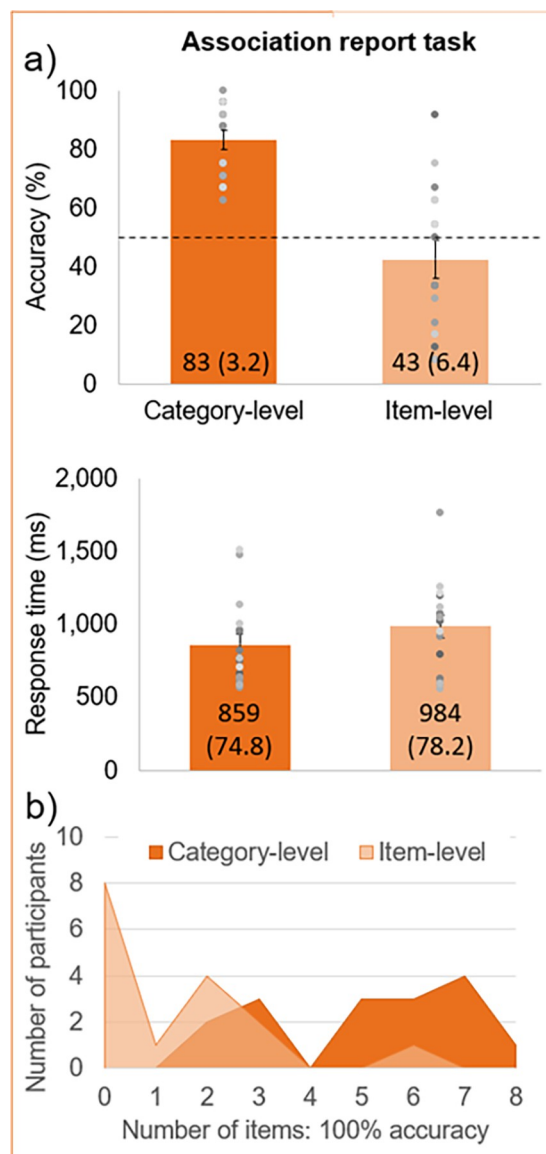 Association report task
a)
100
80
60
40
20
0
Accuracy (%)
83 (3.2)
43 (6.4)
Category-level
Item-level
2,000
1,500
1,000
500
0
Response time (ms)
859
(74.8)
984
(78.2)
b)
Category-level
Item-level
10
8
6
4
2
0
Number of participants
0 1 2 3 4 5 6 7 8
Number of items: 100% accuracy